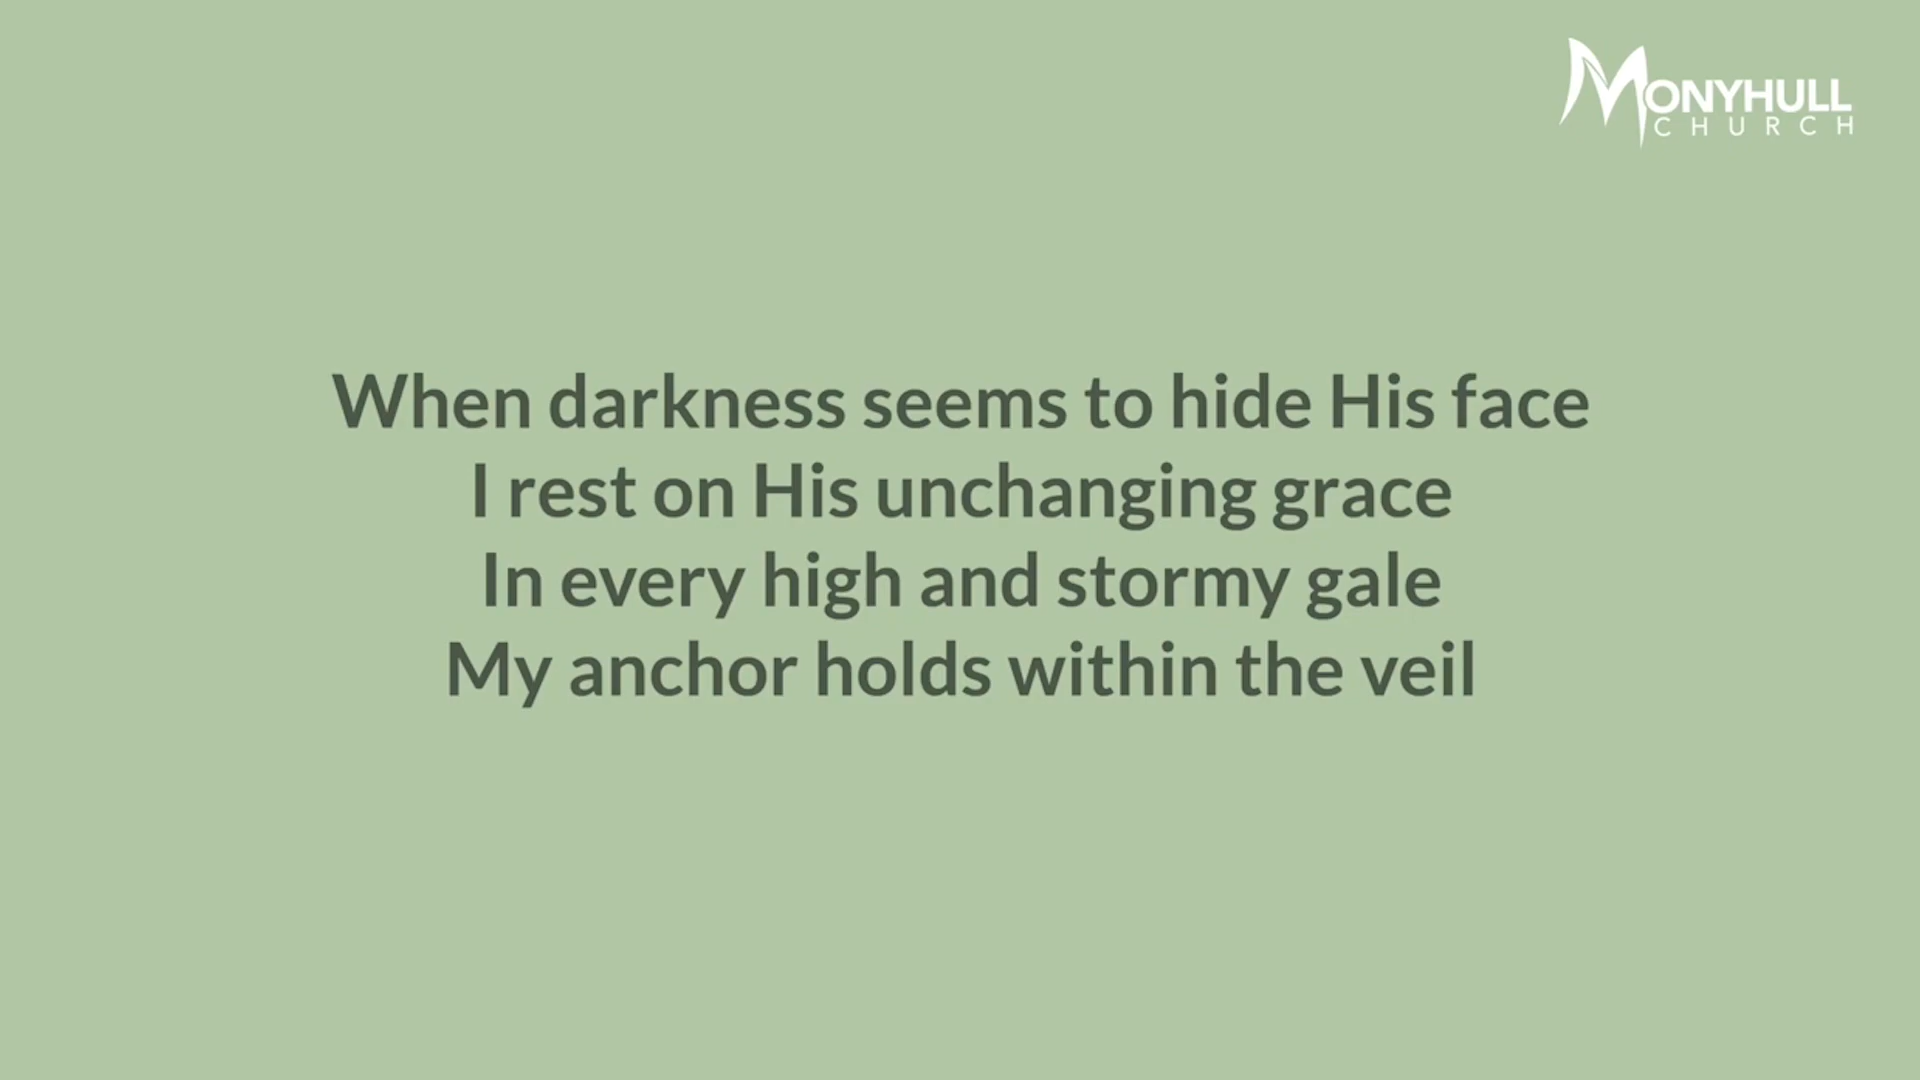 MONYHULL
CHURCH
When darkness seems to hide His face
I rest on His unchanging grace
In every high and stormy gale
My anchor holds within the veil